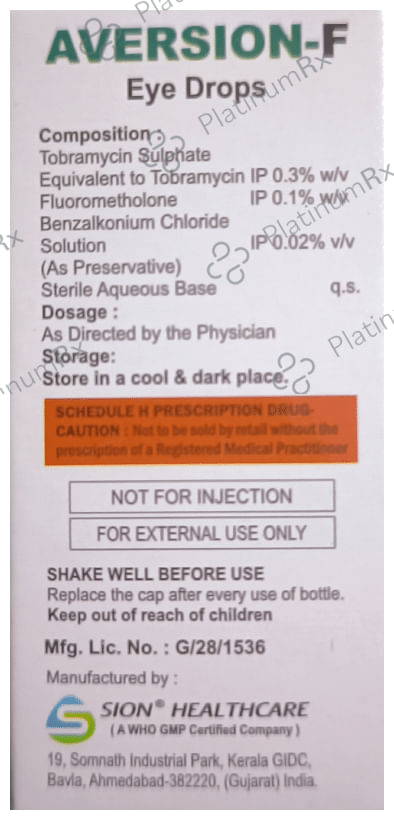 AVERSION-F
Eye Drops
Composition :
Tobramycin Sulphate
Equivalent to Tobramycin IP 0.3% w/v
Fluorometholone IP 0.1% w/v
Benzalkonium Chloride
Solution IP 0.02% v/v
(As Preservative)
Sterile Aqueous Base q.s.
Dosage :
As Directed by the Physician
Storage:
Store in a cool & dark place.
SCHEDULE H PRESCRIPTION DRUG-
CAUTION : Not to be sold by retail without the
prescription of a Registered Medical Practitioner
NOT FOR INJECTION
FOR EXTERNAL USE ONLY
SHAKE WELL BEFORE USE
Replace the cap after every use of bottle.
Keep out of reach of children
Mfg. Lic. No. : G/28/1536
Manufactured by :
SION® HEALTHCARE
( A WHO GMP Certified Company )
19, Somnath Industrial Park, Kerala GIDC,
Bavla, Ahmedabad-382220, (Gujarat) India.
PlatinumRx
PlatinumRx
PlatinumRx